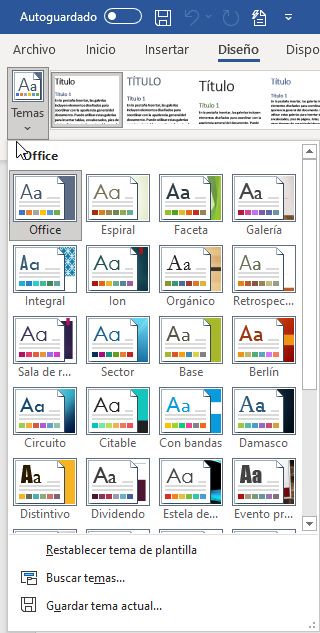 Autoguardado
Archivo Inicio Insertar Diseño Dispo
Temas
Título
Título 1
TÍTULO
Título 1
Título
Título 1
Título
Título 1
Office
Aa Aa Aa Aa
Office Espiral Faceta Galería
Aa Aa Aa Aa
Integral Ion Orgánico Retrospec...
Aa Aa Aa Aa
Sala de r... Sector Base Berlín
Aa Aa Aa Aa
Circuito Citable Con bandas Damasco
Aa Aa Aa Aa
Distintivo Dividendo Estela de... Evento pr...
Restablecer tema de plantilla
Buscar temas...
Guardar tema actual...